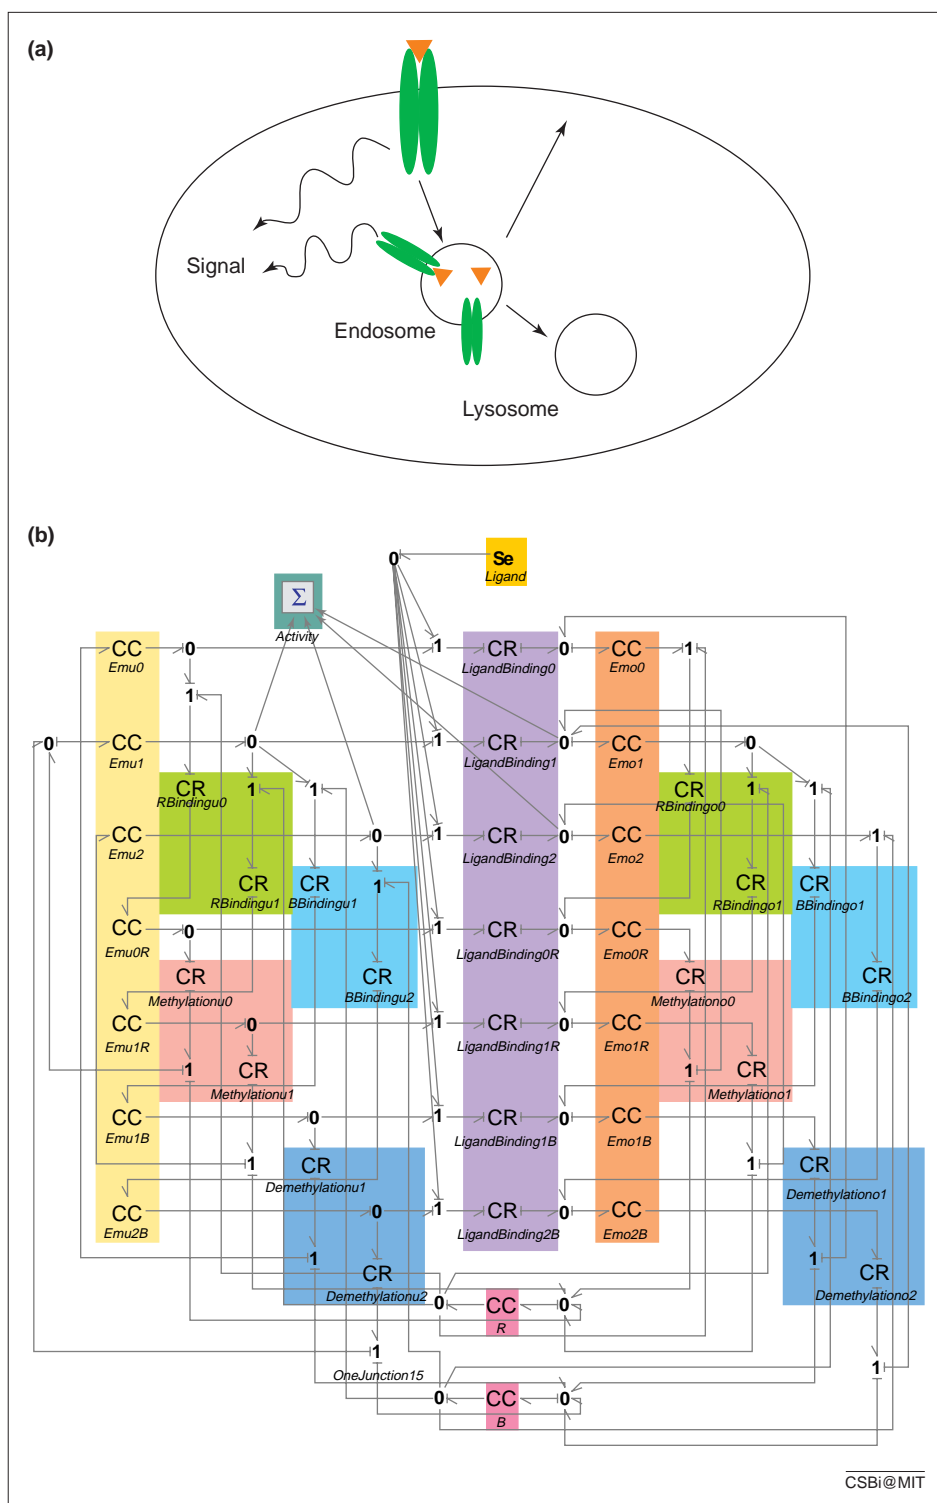 (a)
Signal
Endosome
Lysosome
(b)
0 Se
Ligand
Σ
Activity
CC 0 1 CR 0 CC 1
Emu0 LigandBinding0 Emo0
1
0 CC 0 1 CR 0 CC 0
Emu1 LigandBinding1 Emo1
CR 1 1 CR 1 1
RBindingu0 RBindingo0
CC 0 1 CR 0 CC 1
Emu2 LigandBinding2 Emo2
CR CR 1 CR CR
RBindingu1 BBindingu1 RBindingo1 BBindingo1
CC 0 1 CR 0 CC
Emu0R LigandBinding0R Emo0R
CR CR CR CR
Methylationu0 BBindingu2 Methylationo0 BBindingo2
CC 0 1 CR 0 CC
Emu1R LigandBinding1R Emo1R
1 CR 1 CR
Methylationu1 Methylationo1
CC 0 1 CR 0 CC
Emu1B LigandBinding1B Emo1B
1 CR 1 CR
Demethylationu1 Demethylationo1
CC 0 1 CR 0 CC
Emu2B LigandBinding2B Emo2B
1 CR 1 CR
Demethylationu2 Demethylationo2
0 CC 0
R
1 1
OneJunction15
0 CC 0
B
CSBi@MIT